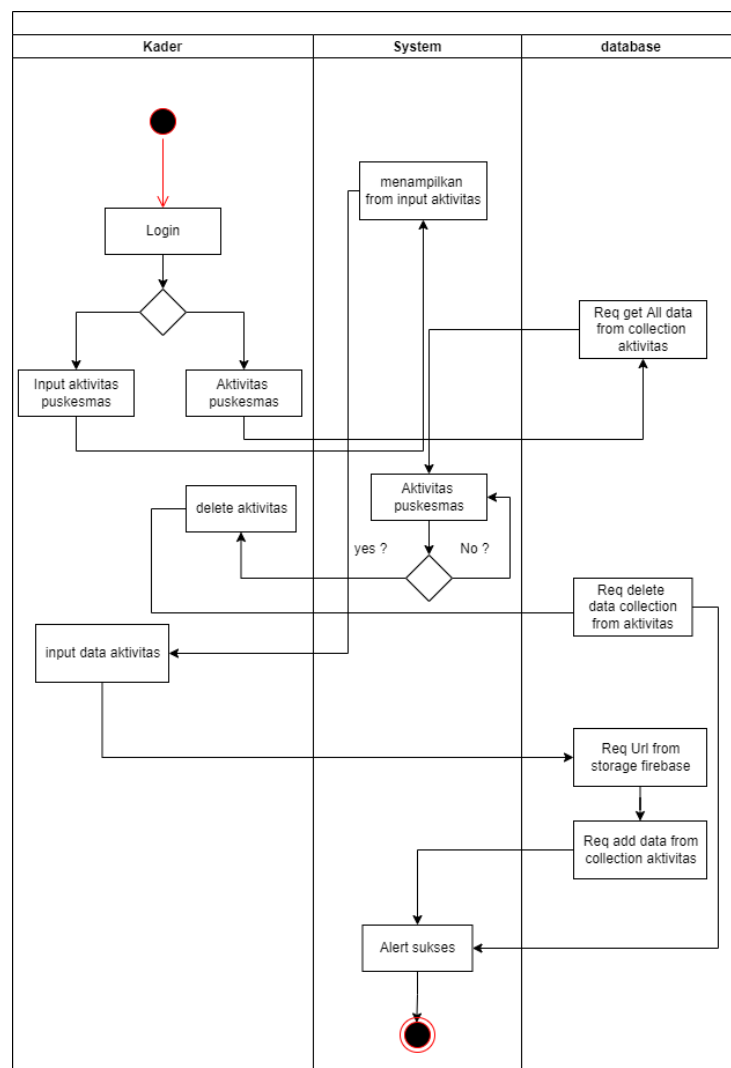 Kader
System
database
menampilkan
from input aktivitas
Login
Req get All data
from collection
aktivitas
Input aktivitas
puskesmas
Aktivitas
puskesmas
Aktivitas
puskesmas
delete aktivitas
yes ?
No ?
Req delete
data collection
from aktivitas
input data aktivitas
Req Url from
storage firebase
Req add data from
collection aktivitas
Alert sukses